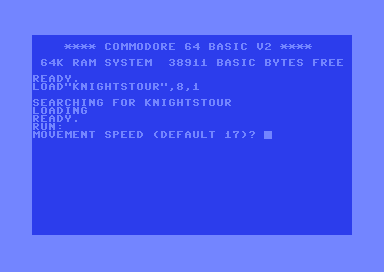 **** COMMODORE 64 BASIC V2 ****
64K RAM SYSTEM  38911 BASIC BYTES FREE
READY.
LOAD"KNIGHTSTOUR",8,1
SEARCHING FOR KNIGHTSTOUR
LOADING
READY.
RUN:
MOVEMENT SPEED (DEFAULT 17)?